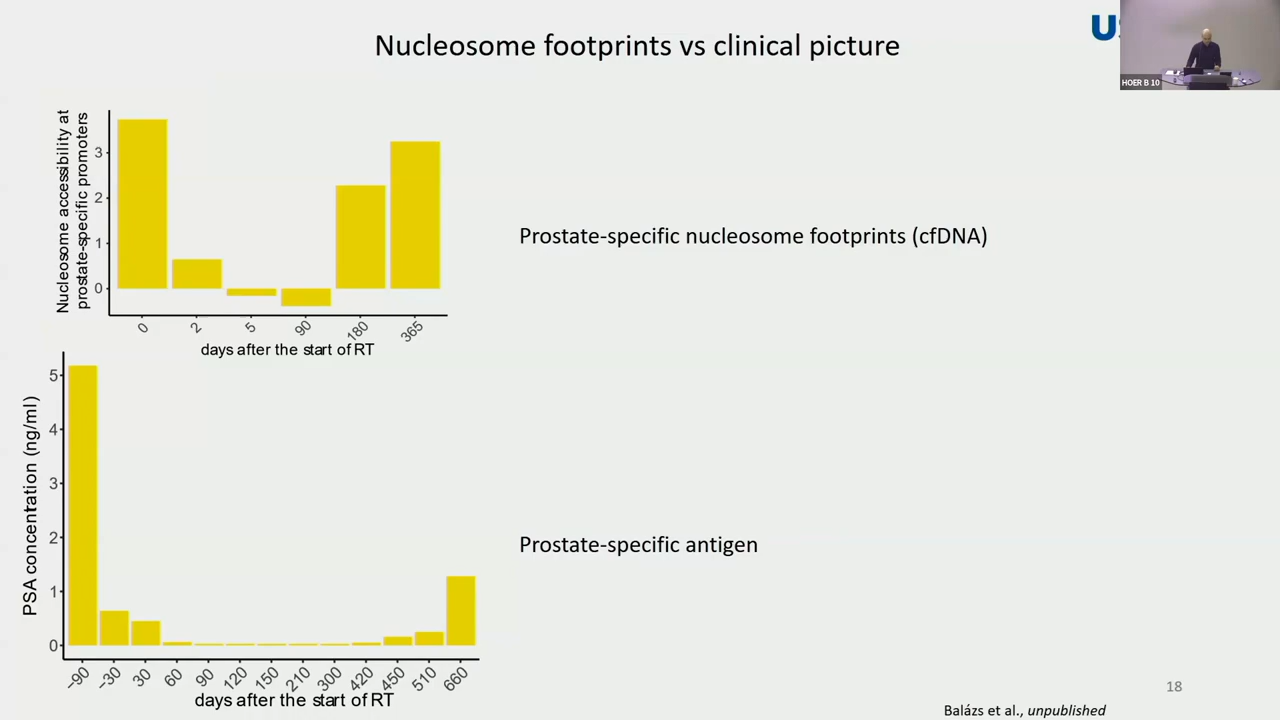 Nucleosome footprints vs clinical picture
HOER B 10
Nucleosome accessibility at
prostate-specific promoters
3
2
1
0
0 2 5 90 180 365
days after the start of RT
Prostate-specific nucleosome footprints (cfDNA)
PSA concentration (ng/ml)
5
4
3
2
1
0
−90 −30 30 60 90 120 150 210 300 420 450 510 660
days after the start of RT
Prostate-specific antigen
18
Balázs et al., unpublished